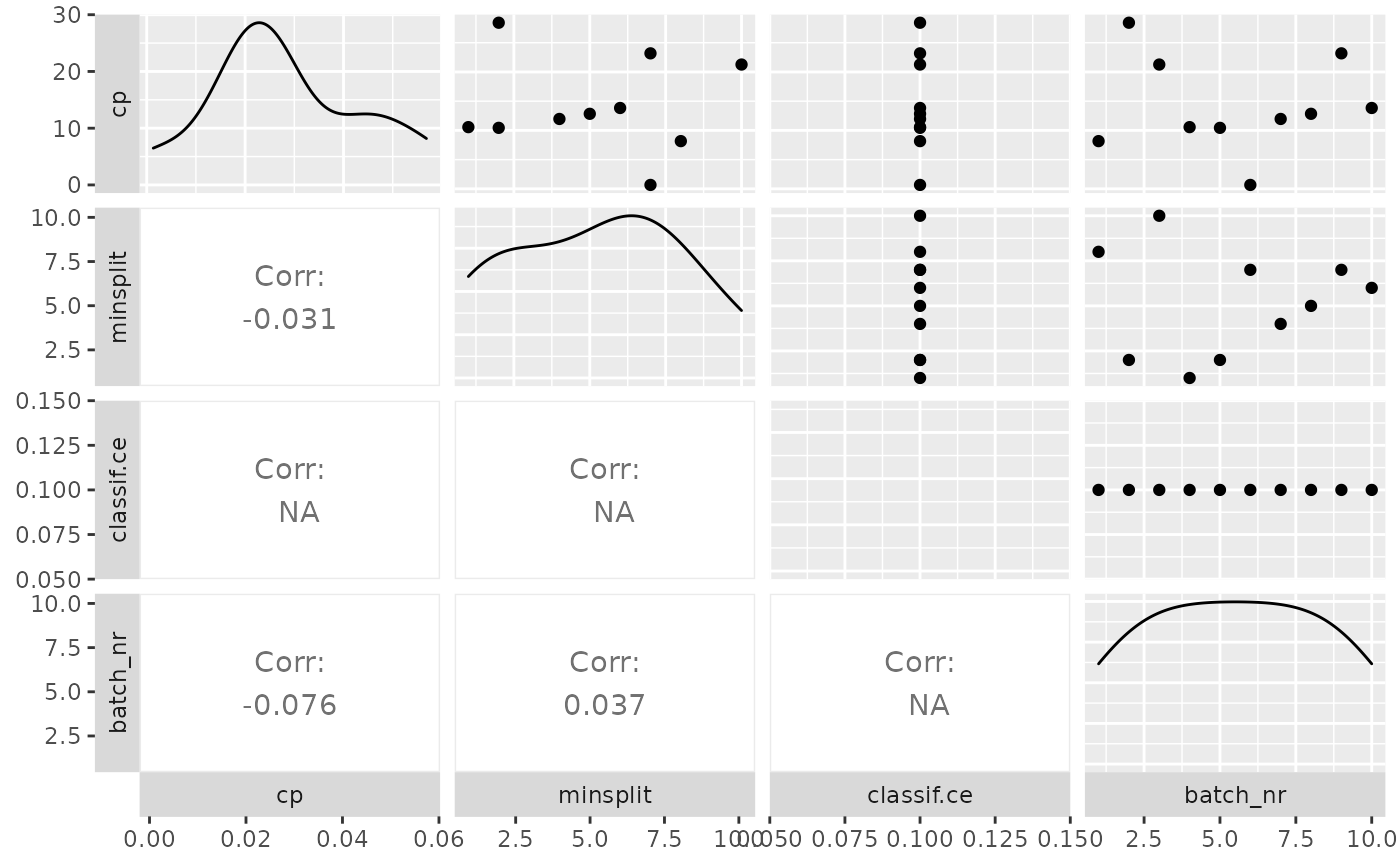 30
20
10
0
cp
10.0
7.5
5.0
2.5
minsplit
Corr:
-0.031
0.150
0.125
0.100
0.075
0.050
classif.ce
Corr:
NA
Corr:
NA
10.0
7.5
5.0
2.5
batch_nr
Corr:
-0.076
Corr:
0.037
Corr:
NA
cp minsplit classif.ce batch_nr
0.00 0.02 0.04 0.06 2.5 5.0 7.5 10.0 0.050 0.075 0.100 0.125 0.150 2.5 5.0 7.5 10.0